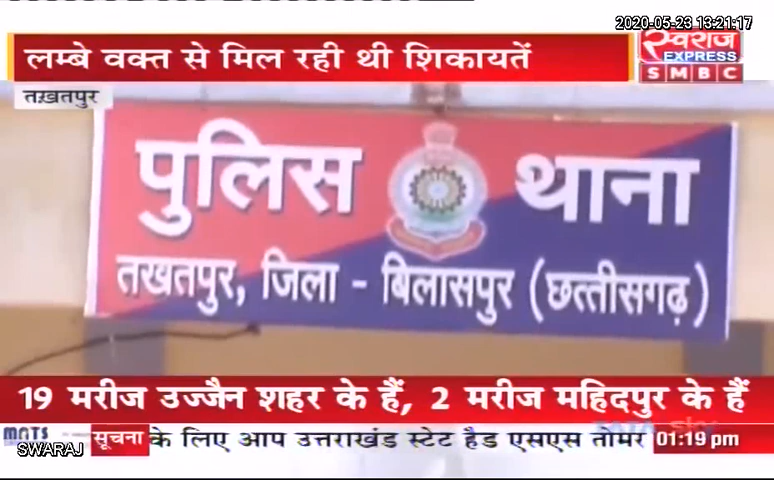 2020-05-23 13:21:17
लम्बे वक्त से मिल रही थी शिकायतें
स्वराज
EXPRESS
SMBC
तख़तपुर
पुलिस थाना
तखतपुर, जिला - बिलासपुर (छत्तीसगढ़)
19 मरीज उज्जैन शहर के हैं, 2 मरीज महिदपुर के हैं
सूचना के लिए आप उत्तराखंड स्टेट हैड एसएस तोमर 01:19 pm
SWARAJ